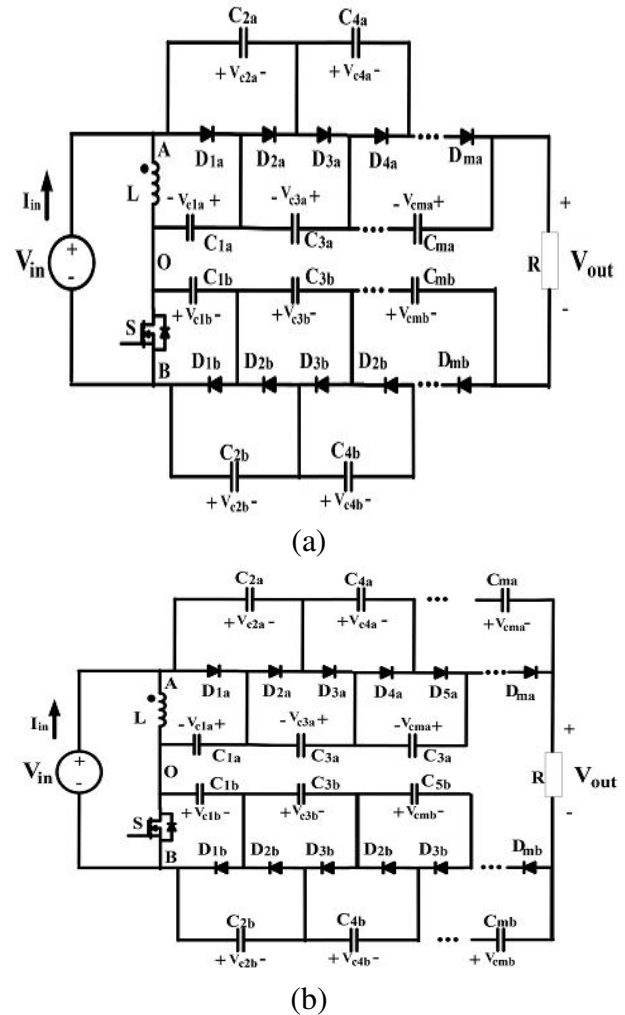 C2a C4a
+Vc2a- +Vc4a-
A D1a D2a D3a D4a Dma
L -Vc1a+ -Vc3a+ -Vcma+ +
Iin C1a C3a Cma
Vin + - O R Vout
C1b C3b Cmb
S +Vc1b- +Vc3b- +Vcmb- -
B D1b D2b D3b D2b Dmb
C2b C4b
+Vc2b- +Vc4b-
(a)
C2a C4a Cma
+Vc2a- +Vc4a- +Vcma-
A D1a D2a D3a D4a D5a Dma
Iin L -Vc1a+ -Vc3a+ -Vcma+ +
C1a C3a C3a
Vin + - O R Vout
C1b C3b C5b
S +Vc1b- +Vc3b- +Vcmb- -
B D1b D2b D3b D2b D3b Dmb
C2b C4b Cmb
+Vc2b- +Vc4b- + Vcmb -
(b)